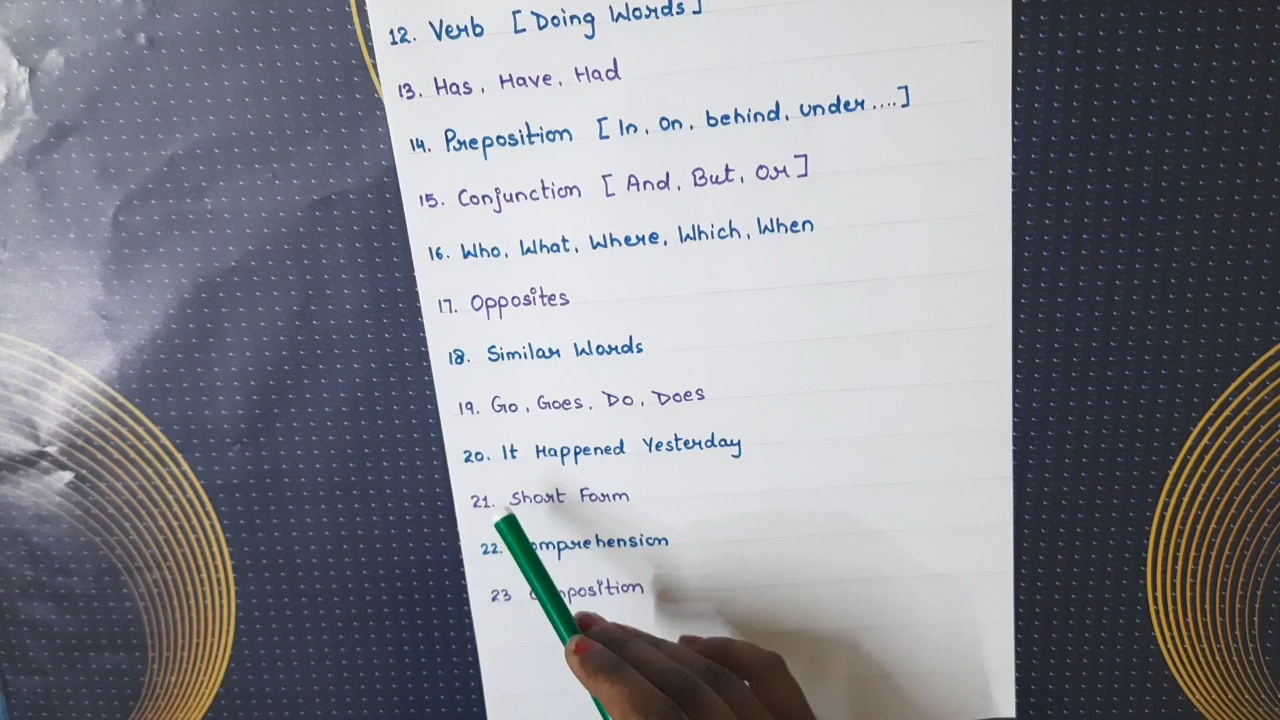 12. Verb [Doing Words]
13. Has, Have, Had
14. Preposition [In, on, behind, under....]
15. Conjunction [And, But, Or]
16. Who, What, Where, Which, When
17. Opposites
18. Similar Words
19. Go, Goes, Do, Does
20. It Happened Yesterday
21. Short Form
22.
23